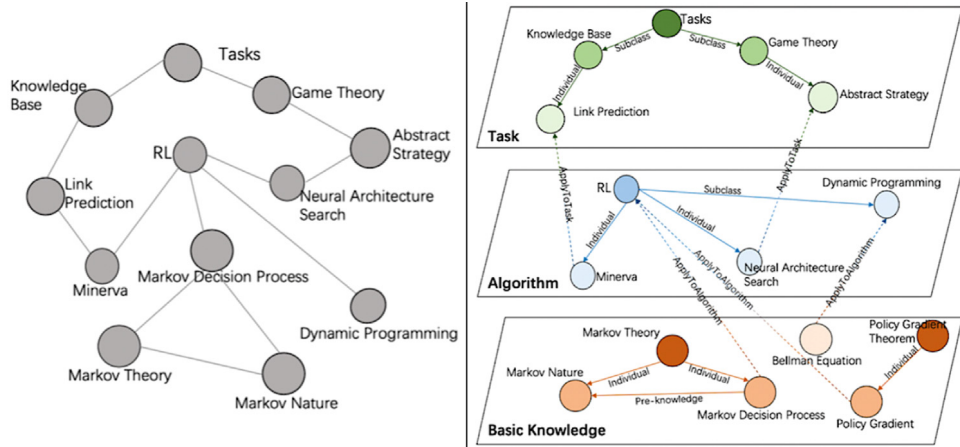 Tasks
Knowledge
Base
Game Theory
Abstract
Strategy
RL
Link
Prediction
Neural Architecture
Search
Markov Decision Process
Minerva
Dynamic Programming
Markov Theory
Markov Nature
Tasks
Knowledge Base
Subclass
Subclass
Game Theory
Individual
Individual
Abstract Strategy
Link Prediction
Task
ApplyToTask
ApplyToTask
RL
Subclass
Dynamic Programming
Individual
Individual
Minerva
Neural Architecture
Search
ApplyToAlgorithm
ApplyToAlgorithm
ApplyToAlgorithm
Algorithm
Markov Theory
Policy Gradient
Theorem
Bellman Equation
Markov Nature
Individual
Individual
Individual
Pre-knowledge
Markov Decision Process
Policy Gradient
Basic Knowledge